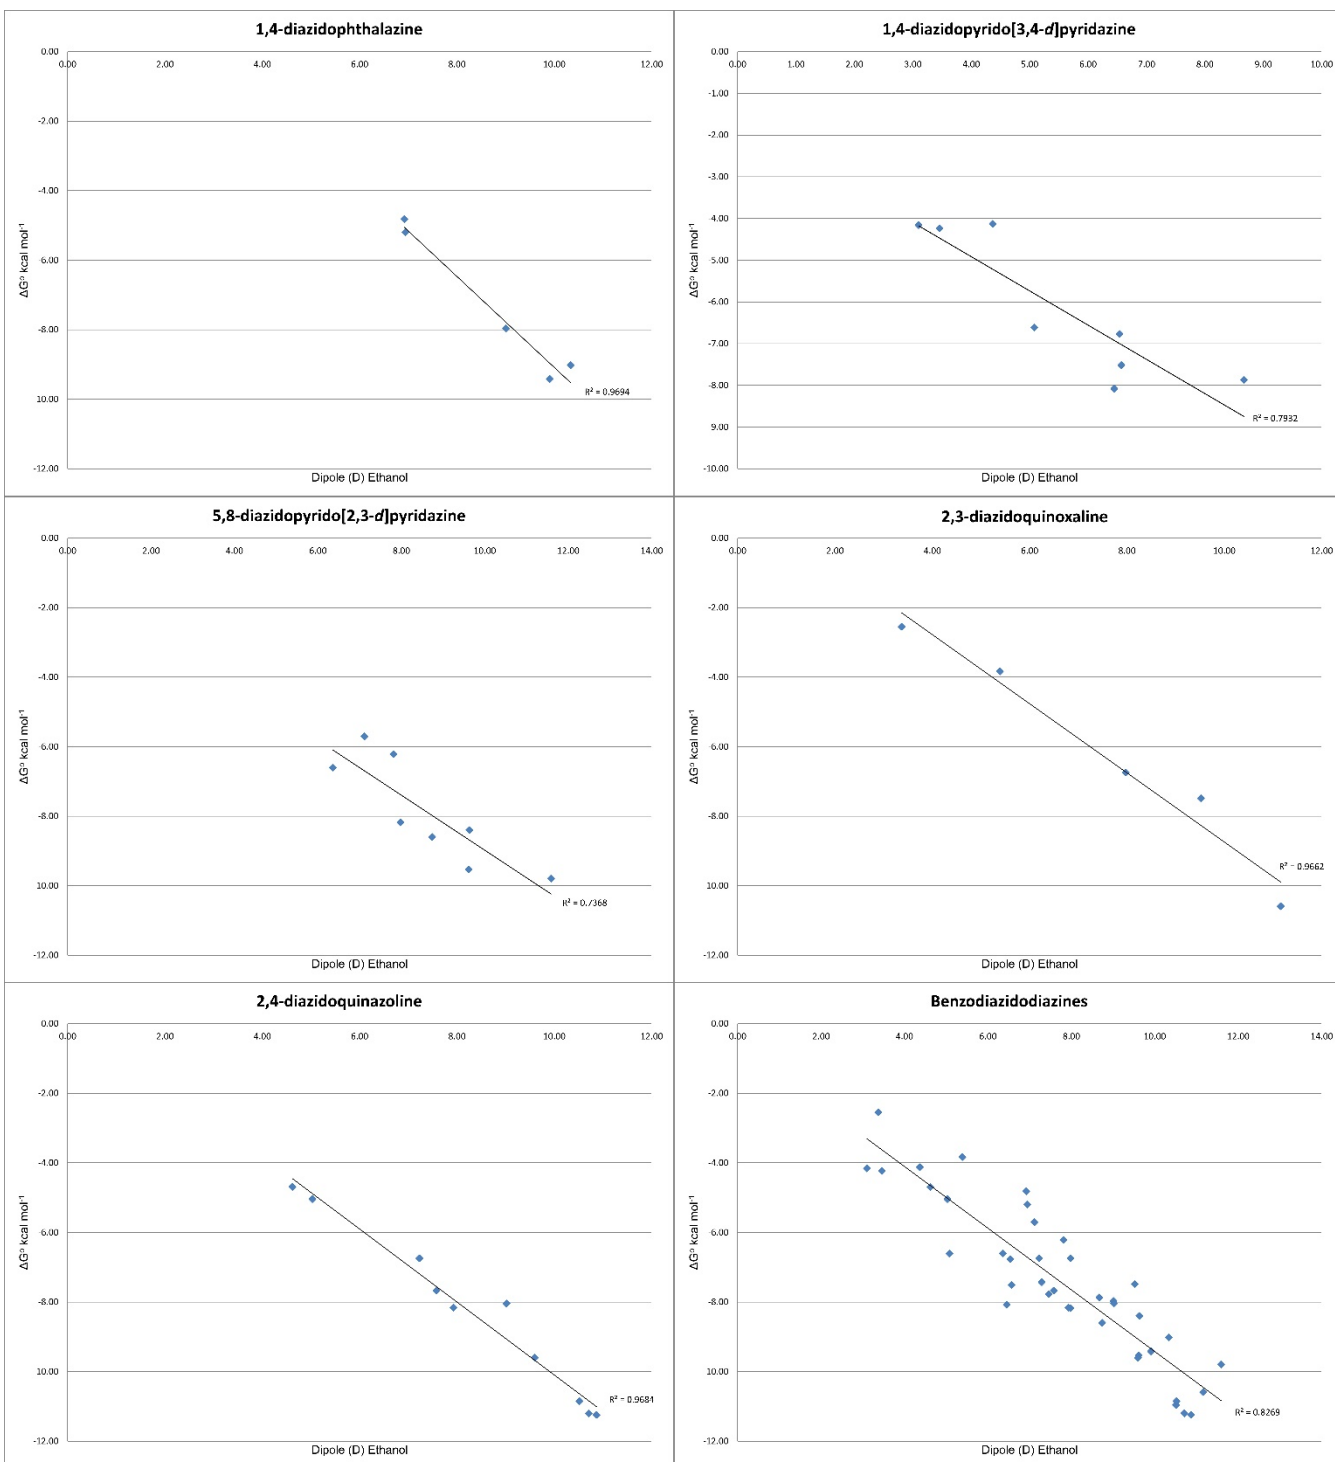 1,4-diazidophthalazine
0.00
0.00 2.00 4.00 6.00 8.00 10.00 12.00
-2.00
-4.00
-6.00
-8.00
10.00
-12.00
ΔGº kcal mol-1
R² = 0.9694
Dipole (D) Ethanol
1,4-diazidopyrido[3,4-d]pyridazine
0.00
0.00 1.00 2.00 3.00 4.00 5.00 6.00 7.00 8.00 9.00 10.00
-1.00
-2.00
-3.00
-4.00
-5.00
-6.00
-7.00
-8.00
9.00
-10.00
ΔGº kcal mol-1
R² = 0.7932
Dipole (D) Ethanol
5,8-diazidopyrido[2,3-d]pyridazine
0.00
0.00 2.00 4.00 6.00 8.00 10.00 12.00 14.00
-2.00
-4.00
-6.00
-8.00
10.00
-12.00
ΔGº kcal mol-1
R² = 0.7368
Dipole (D) Ethanol
2,3-diazidoquinoxaline
0.00
0.00 2.00 4.00 6.00 8.00 10.00 12.00
-2.00
-4.00
-6.00
-8.00
10.00
-12.00
ΔGº kcal mol-1
R² = 0.9662
Dipole (D) Ethanol
2,4-diazidoquinazoline
0.00
0.00 2.00 4.00 6.00 8.00 10.00 12.00
-2.00
-4.00
-6.00
-8.00
10.00
-12.00
ΔGº kcal mol-1
R² = 0.9684
Dipole (D) Ethanol
Benzodiazidodiazines
0.00
0.00 2.00 4.00 6.00 8.00 10.00 12.00 14.00
-2.00
-4.00
-6.00
-8.00
10.00
-12.00
ΔGº kcal mol-1
R² = 0.8269
Dipole (D) Ethanol